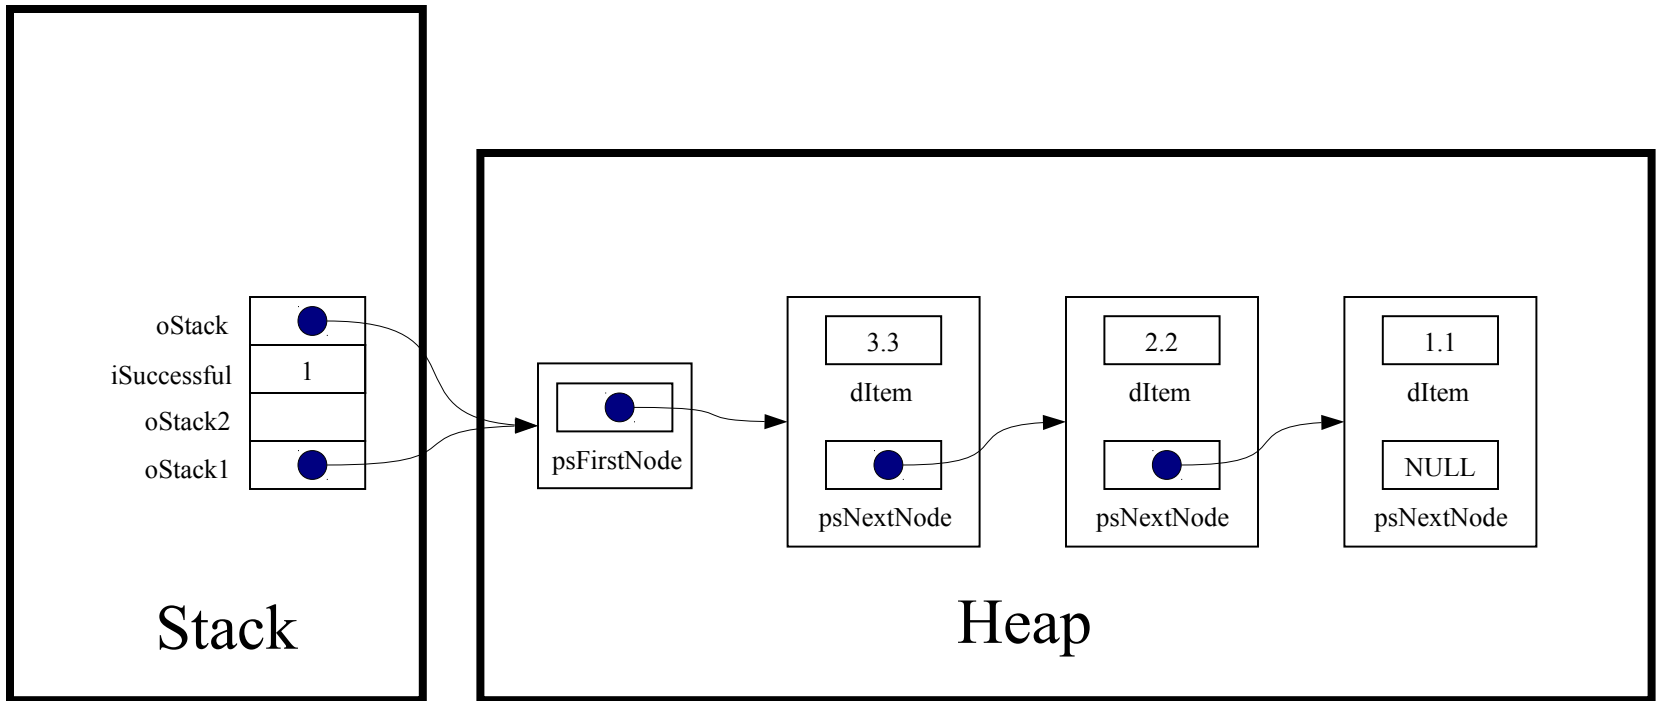 oStack
iSuccessful 1
oStack2
oStack1
psFirstNode
3.3
dItem
psNextNode
2.2
dItem
psNextNode
1.1
dItem
NULL
psNextNode
Stack
Heap